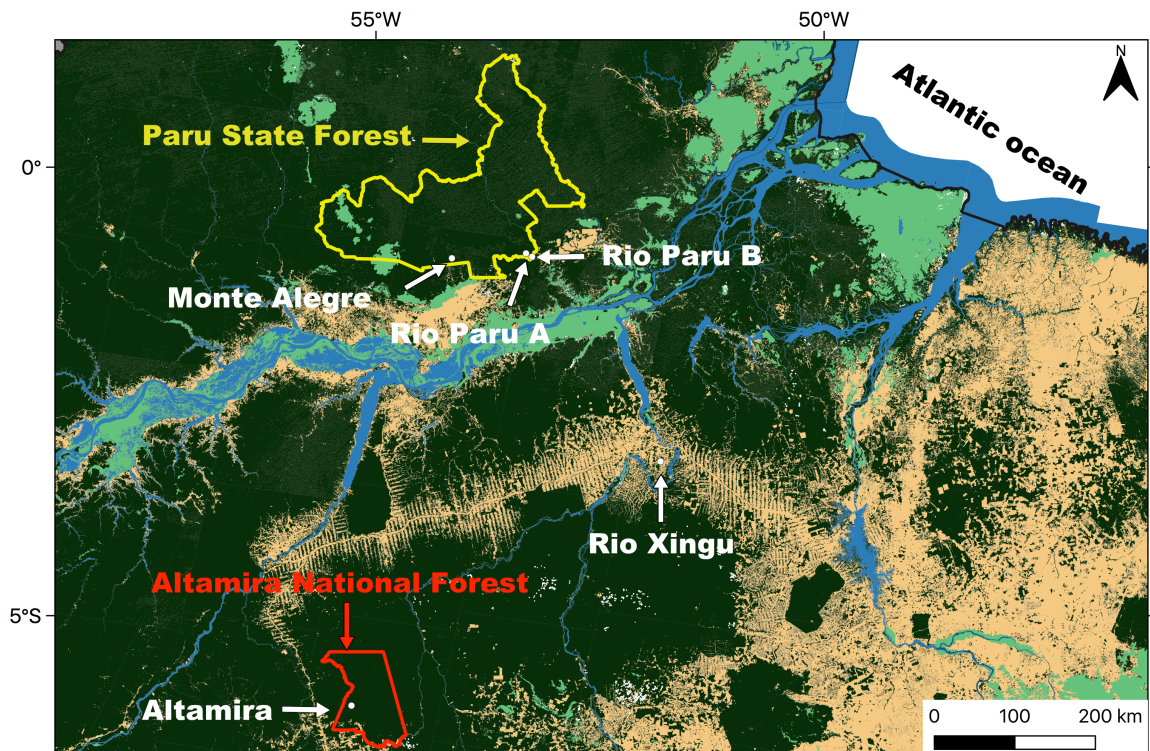 55°W
50°W
N
Atlantic ocean
Paru State Forest
0°
Rio Paru B
Monte Alegre
Rio Paru A
Rio Xingu
Altamira National Forest
5°S
Altamira
0 100 200 km